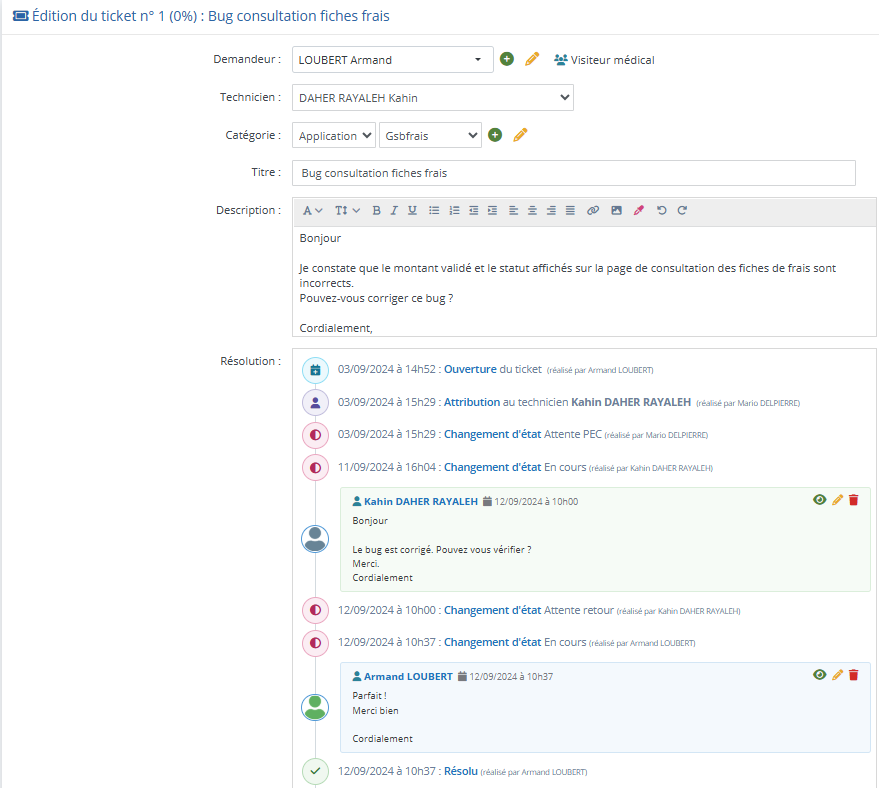 Édition du ticket n° 1 (0%) : Bug consultation fiches frais
Demandeur :
LOUBERT Armand
Visiteur médical
Technicien :
DAHER RAYALEH Kahin
Catégorie :
Application
Gsbfrais
Titre :
Bug consultation fiches frais
Description :
Bonjour
Je constate que le montant validé et le statut affichés sur la page de consultation des fiches de frais sont
incorrects.
Pouvez-vous corriger ce bug ?
Cordialement,
Résolution :
03/09/2024 à 14h52 : Ouverture du ticket (réalisé par Armand LOUBERT)
03/09/2024 à 15h29 : Attribution au technicien Kahin DAHER RAYALEH (réalisé par Mario DELPIERRE)
03/09/2024 à 15h29 : Changement d'état Attente PEC (réalisé par Mario DELPIERRE)
11/09/2024 à 16h04 : Changement d'état En cours (réalisé par Kahin DAHER RAYALEH)
Kahin DAHER RAYALEH 12/09/2024 à 10h00
Bonjour
Le bug est corrigé. Pouvez vous vérifier ?
Merci.
Cordialement
12/09/2024 à 10h00 : Changement d'état Attente retour (réalisé par Kahin DAHER RAYALEH)
12/09/2024 à 10h37 : Changement d'état En cours (réalisé par Armand LOUBERT)
Armand LOUBERT 12/09/2024 à 10h37
Parfait !
Merci bien
Cordialement
12/09/2024 à 10h37 : Résolu (réalisé par Armand LOUBERT)